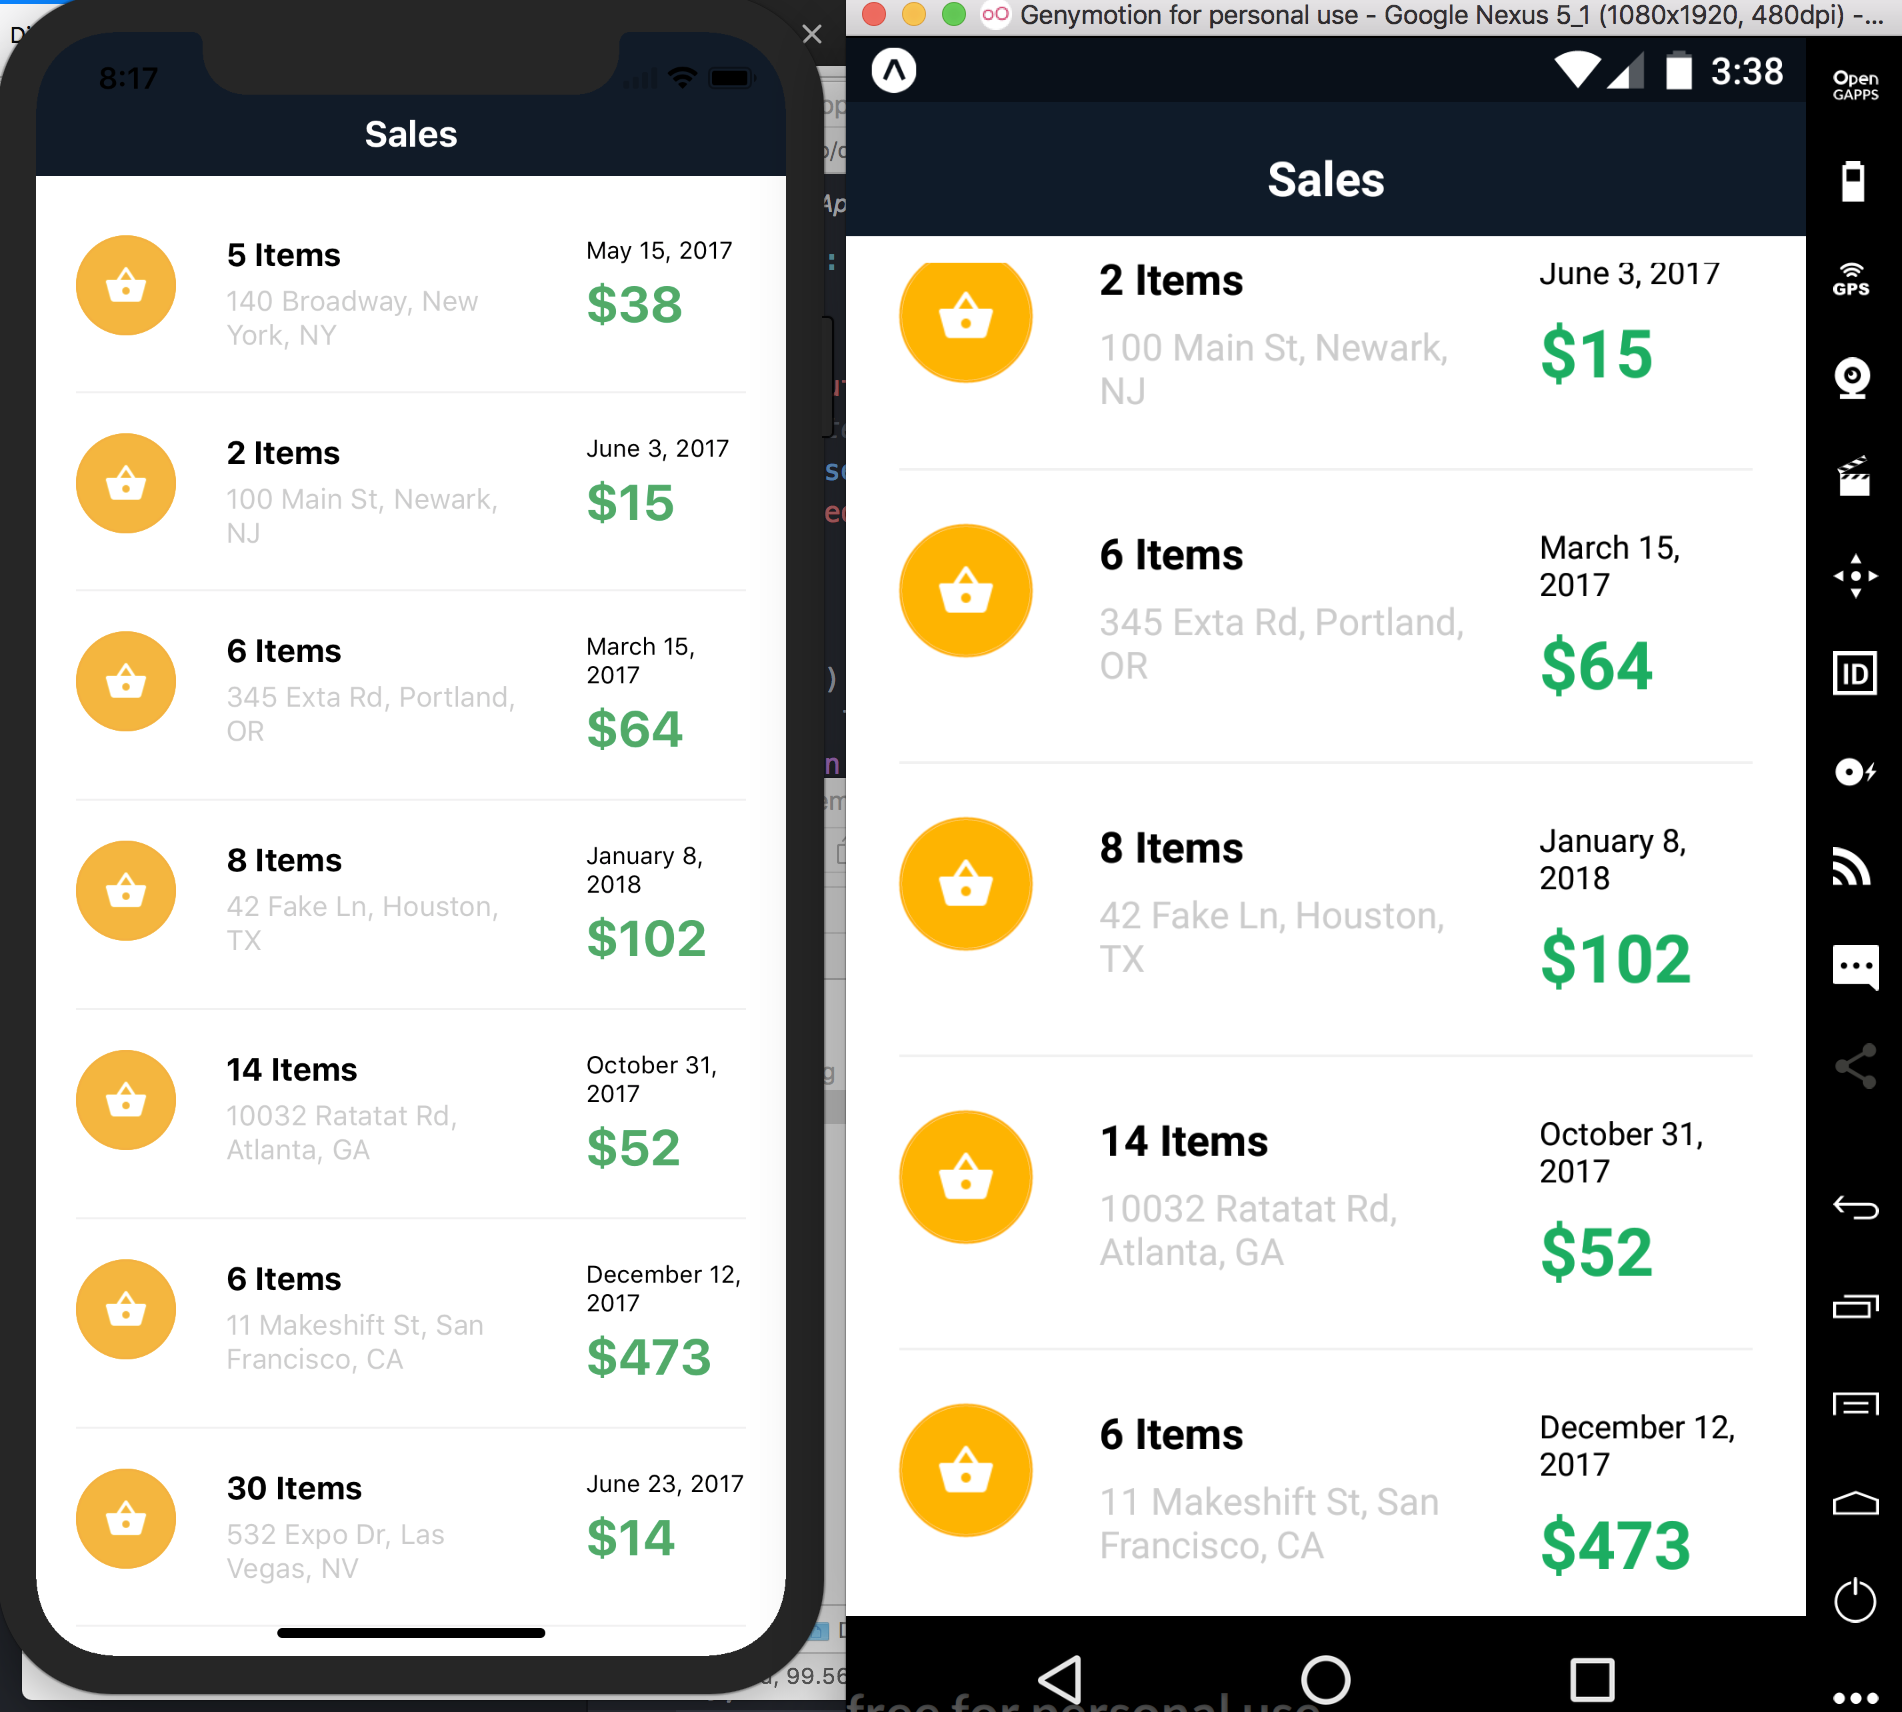 8:17
Sales
5 Items
May 15, 2017
140 Broadway, New
York, NY
$38
2 Items
June 3, 2017
100 Main St, Newark,
NJ
$15
6 Items
March 15,
2017
345 Exta Rd, Portland,
OR
$64
8 Items
January 8,
2018
42 Fake Ln, Houston,
TX
$102
14 Items
October 31,
2017
10032 Ratatat Rd,
Atlanta, GA
$52
6 Items
December 12,
2017
11 Makeshift St, San
Francisco, CA
$473
30 Items
June 23, 2017
532 Expo Dr, Las
Vegas, NV
$14
99.56
Genymotion for personal use - Google Nexus 5_1 (1080x1920, 480dpi) -...
3:38
Sales
2 Items
June 3, 2017
100 Main St, Newark,
NJ
$15
6 Items
March 15,
2017
345 Exta Rd, Portland,
OR
$64
8 Items
January 8,
2018
42 Fake Ln, Houston,
TX
$102
14 Items
October 31,
2017
10032 Ratatat Rd,
Atlanta, GA
$52
6 Items
December 12,
2017
11 Makeshift St, San
Francisco, CA
$473
free for personal use
Open
GAPPS
GPS
ID